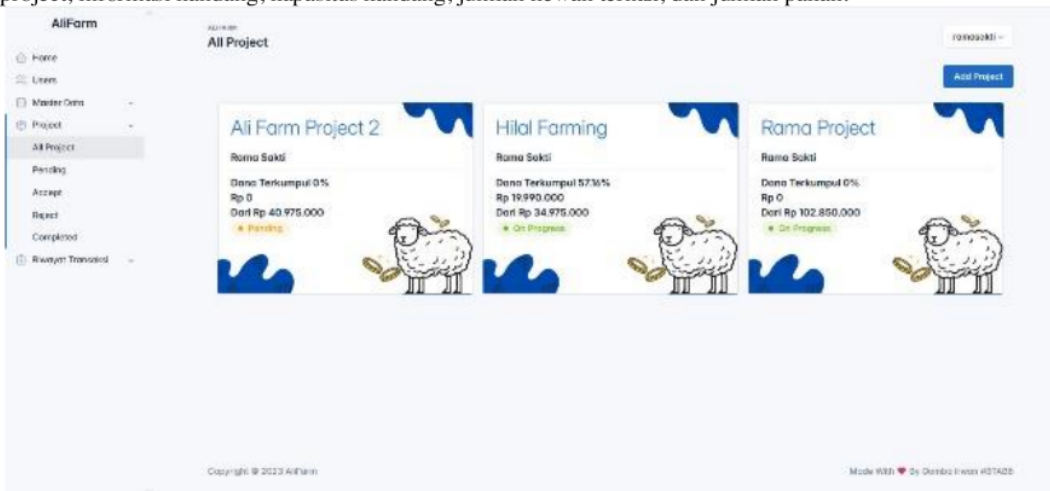 project, informasi kandang, kapasitas kandang, jumlah hewan ternak, dan jumlah pakan.
AliFarm
Home
Users
Master Data
Project
All Project
Pending
Accept
Reject
Completed
Riwayat Transaksi
ALI FARM
All Project
ramasakti
Add Project
Ali Farm Project 2
Rama Sakti
Dana Terkumpul 0%
Rp 0
Dari Rp 40.975.000
Pending
Hilal Farming
Rama Sakti
Dana Terkumpul 57.16%
Rp 19.990.000
Dari Rp 34.975.000
On Progress
Rama Project
Rama Sakti
Dana Terkumpul 0%
Rp 0
Dari Rp 102.850.000
On Progress
Copyright © 2023 AliFarm
Made With ❤ By Domba